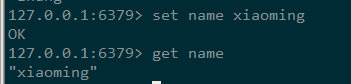 127.0.0.1:6379> set name xiaoming
OK
127.0.0.1:6379> get name
"xiaoming"